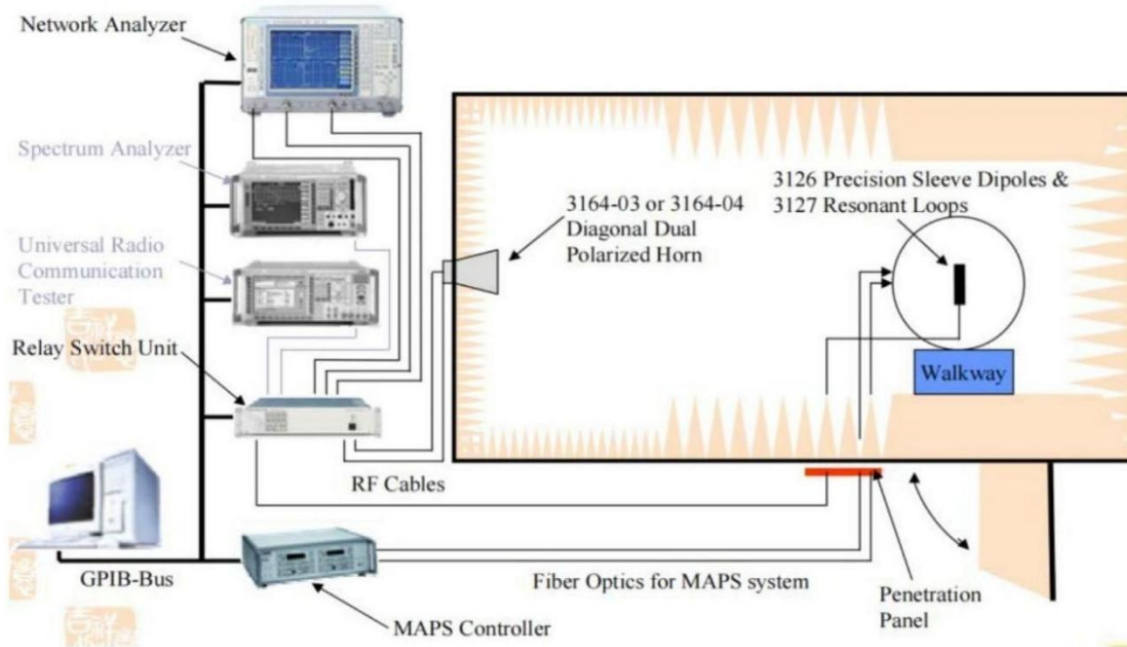 Network Analyzer
Spectrum Analyzer
Universal Radio
Communication
Tester
Relay Switch Unit
3164-03 or 3164-04
Diagonal Dual
Polarized Horn
3126 Precision Sleeve Dipoles &
3127 Resonant Loops
Walkway
RF Cables
GPIB-Bus
Fiber Optics for MAPS system
MAPS Controller
Penetration
Panel